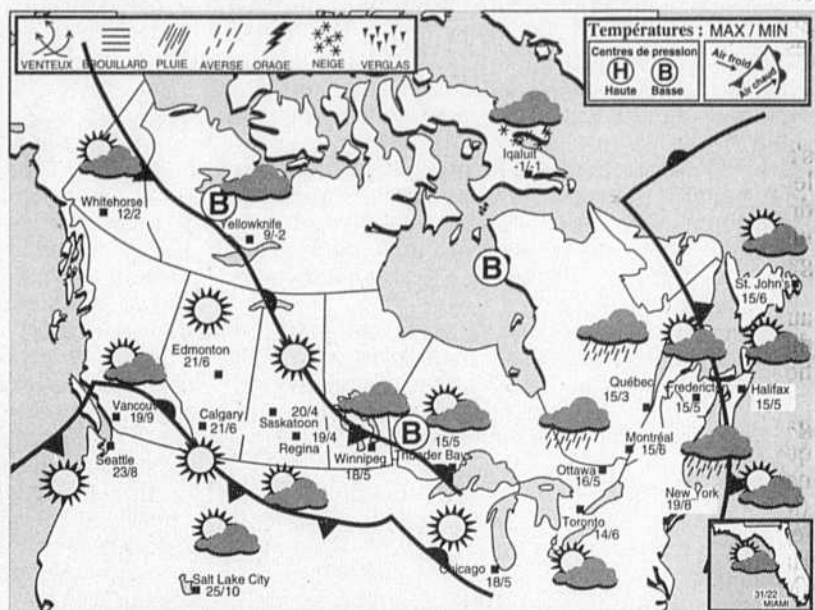 VENTEUX BROUILLARD PLUIE AVERSE ORAGE NEIGE VERGLAS
Températures : MAX / MIN
Centres de pression
H B
Haute Basse
Air froid
Air chaud
Iqaluit
-1/-1
Whitehorse
12/2
B
Yellowknife
9/-2
B
St. John's
15/6
Edmonton
21/6
Québec
15/3
Fredericton
15/5
Halifax
15/5
Vancouv
19/9
Calgary
21/6
20/4
Saskatoon
19/4
Regina
B
15/5
Thunder Bay
Winnipeg
18/5
Montréal
15/6
Seattle
23/8
Ottawa
16/5
New York
19/8
Toronto
14/6
Chicago
18/5
Salt Lake City
25/10
31/22
MIAMI